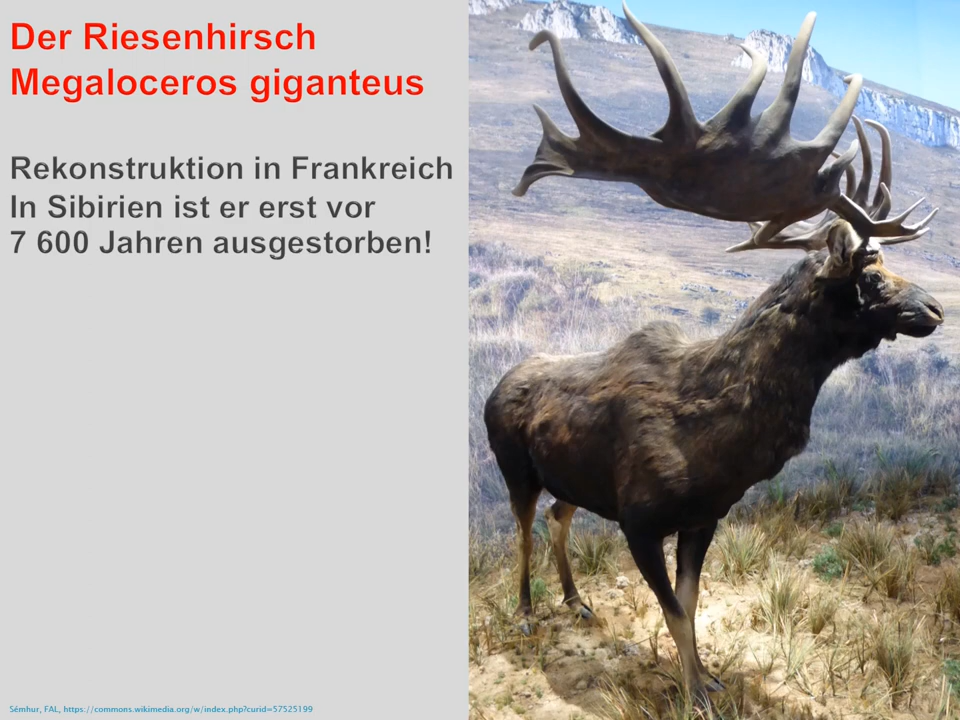 Der Riesenhirsch
Megaloceros giganteus
Rekonstruktion in Frankreich
In Sibirien ist er erst vor
7 600 Jahren ausgestorben!
Sémhur, FAL, https://commons.wikimedia.org/w/index.php?curid=57525199